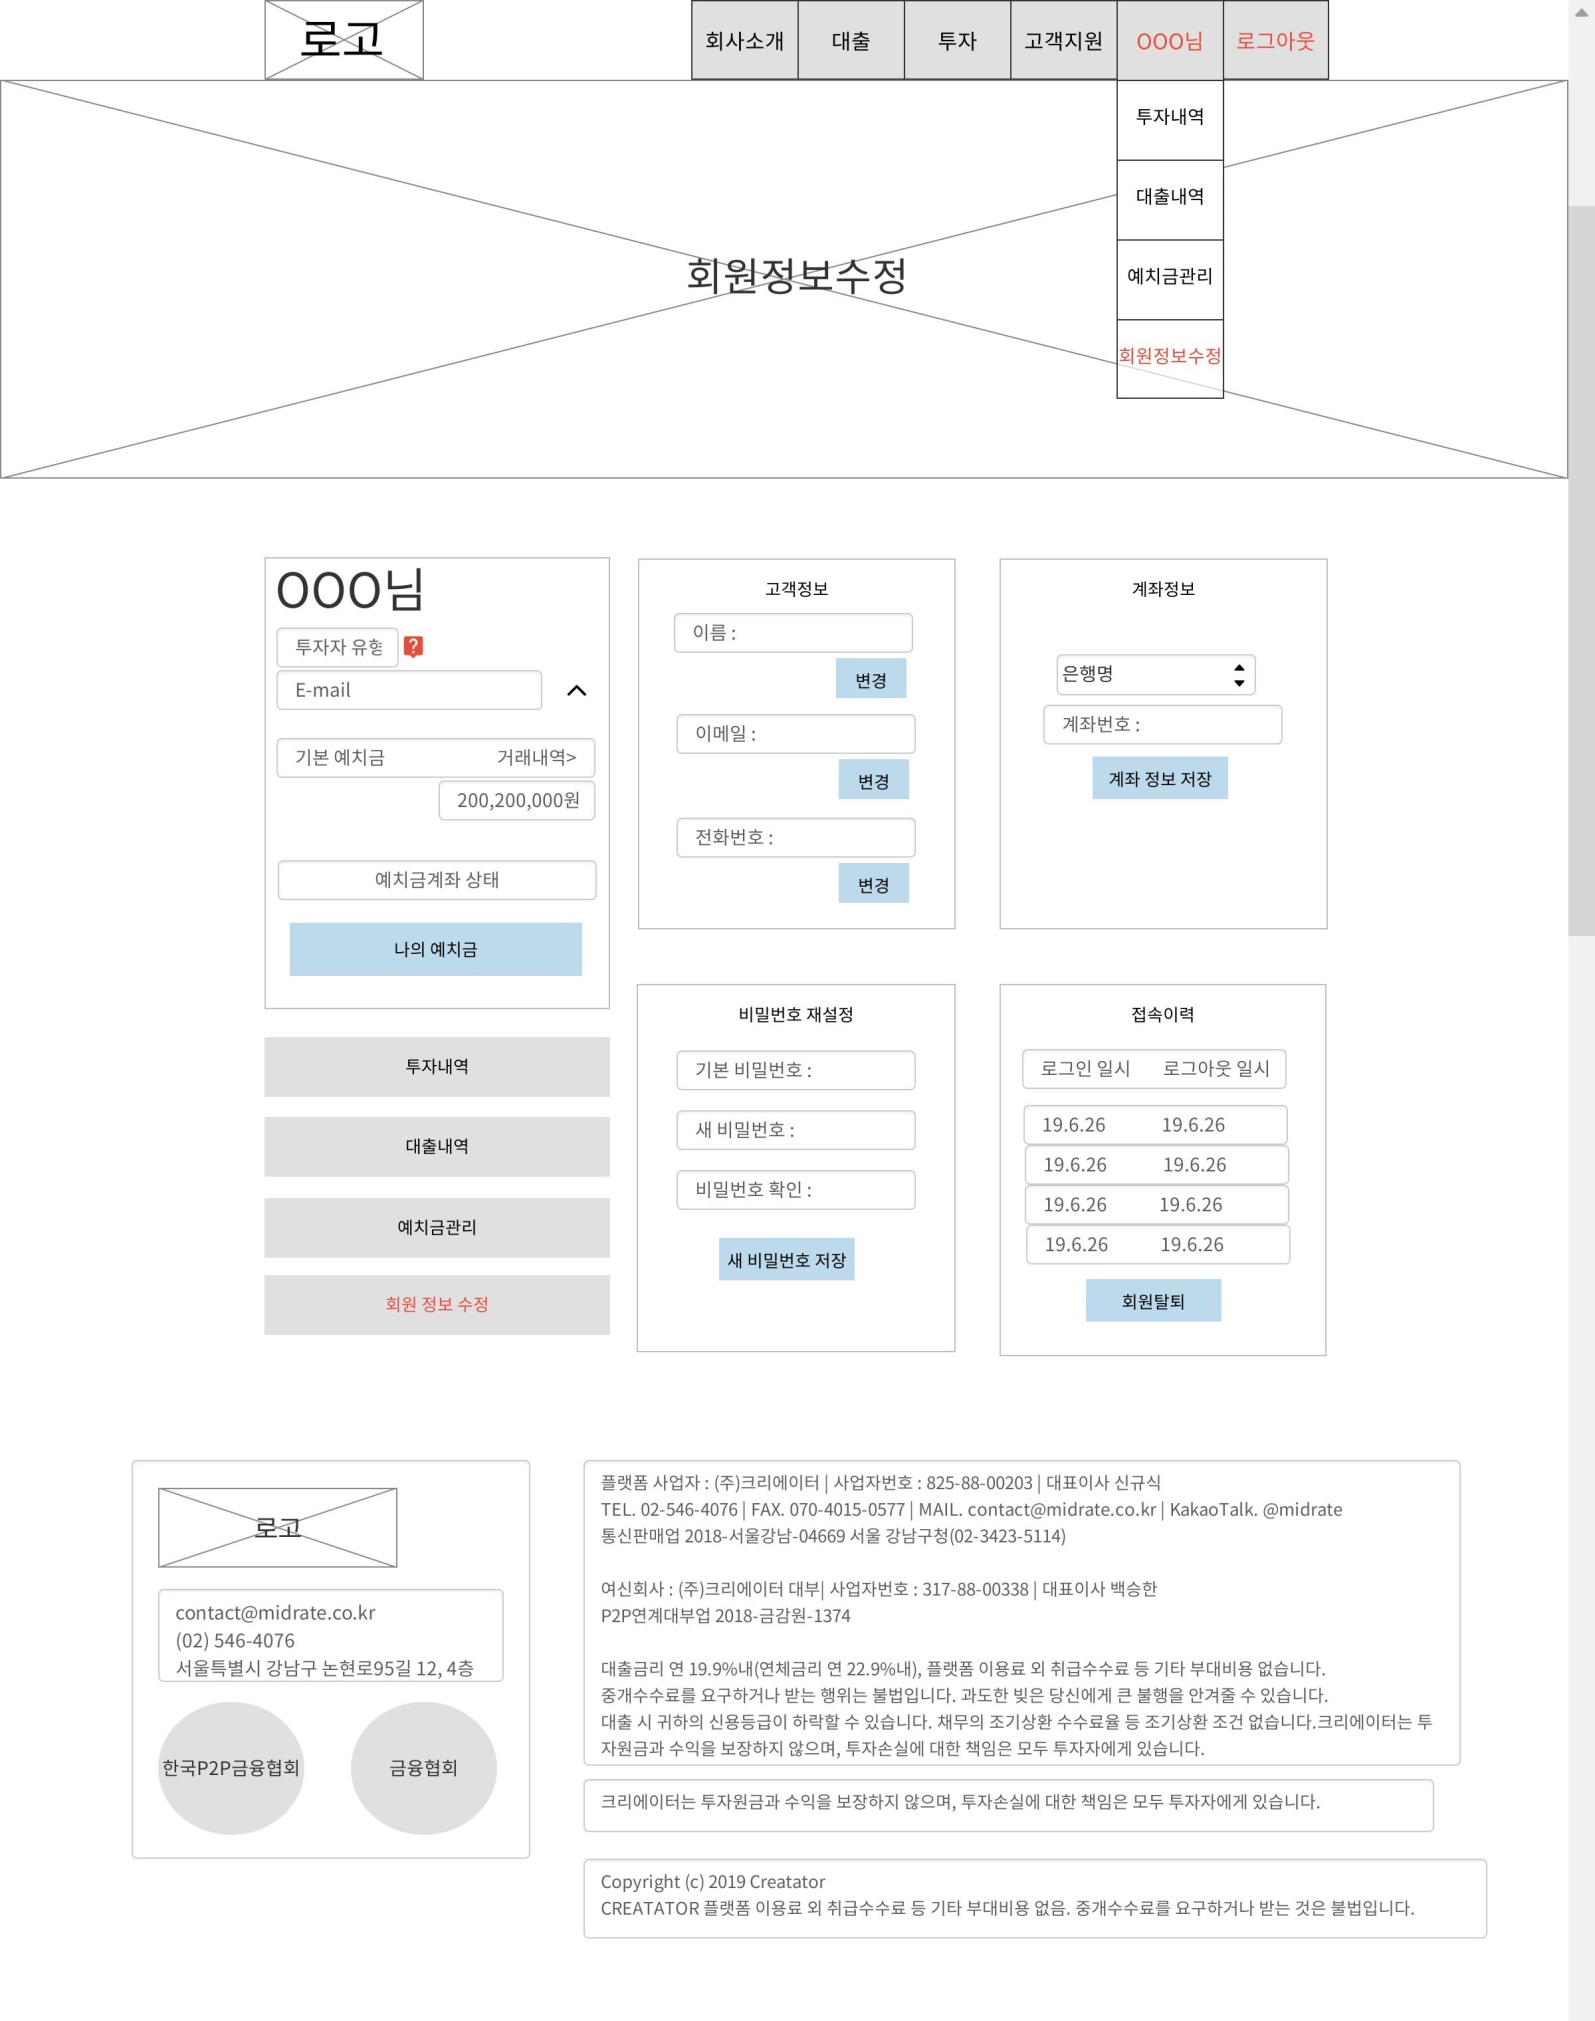 로고
회사소개
대출
투자
고객지원
OOO님
로그아웃
투자내역
대출내역
예치금관리
회원정보수정
회원정보수정
OOO님
투자자 유형
?
E-mail
기본 예치금 거래내역>
200,200,000원
예치금계좌 상태
나의 예치금
투자내역
대출내역
예치금관리
회원 정보 수정
고객정보
이름 :
변경
이메일 :
변경
전화번호 :
변경
계좌정보
은행명
계좌번호 :
계좌 정보 저장
비밀번호 재설정
기본 비밀번호 :
새 비밀번호 :
비밀번호 확인 :
새 비밀번호 저장
접속이력
로그인 일시 로그아웃 일시
19.6.26 19.6.26
19.6.26 19.6.26
19.6.26 19.6.26
19.6.26 19.6.26
회원탈퇴
로고
contact@midrate.co.kr
(02) 546-4076
서울특별시 강남구 논현로95길 12, 4층
한국P2P금융협회
금융협회
플랫폼 사업자 : (주)크리에이터 | 사업자번호 : 825-88-00203 | 대표이사 신규식
TEL. 02-546-4076 | FAX. 070-4015-0577 | MAIL. contact@midrate.co.kr | KakaoTalk. @midrate
통신판매업 2018-서울강남-04669 서울 강남구청(02-3423-5114)
여신회사 : (주)크리에이터 대부| 사업자번호 : 317-88-00338 | 대표이사 백승한
P2P연계대부업 2018-금감원-1374
대출금리 연 19.9%내(연체금리 연 22.9%내), 플랫폼 이용료 외 취급수수료 등 기타 부대비용 없습니다.
중개수수료를 요구하거나 받는 행위는 불법입니다. 과도한 빚은 당신에게 큰 불행을 안겨줄 수 있습니다.
대출 시 귀하의 신용등급이 하락할 수 있습니다. 채무의 조기상환 수수료율 등 조기상환 조건 없습니다.크리에이터는 투
자원금과 수익을 보장하지 않으며, 투자손실에 대한 책임은 모두 투자자에게 있습니다.
크리에이터는 투자원금과 수익을 보장하지 않으며, 투자손실에 대한 책임은 모두 투자자에게 있습니다.
Copyright (c) 2019 Creatator
CREATATOR 플랫폼 이용료 외 취급수수료 등 기타 부대비용 없음. 중개수수료를 요구하거나 받는 것은 불법입니다.